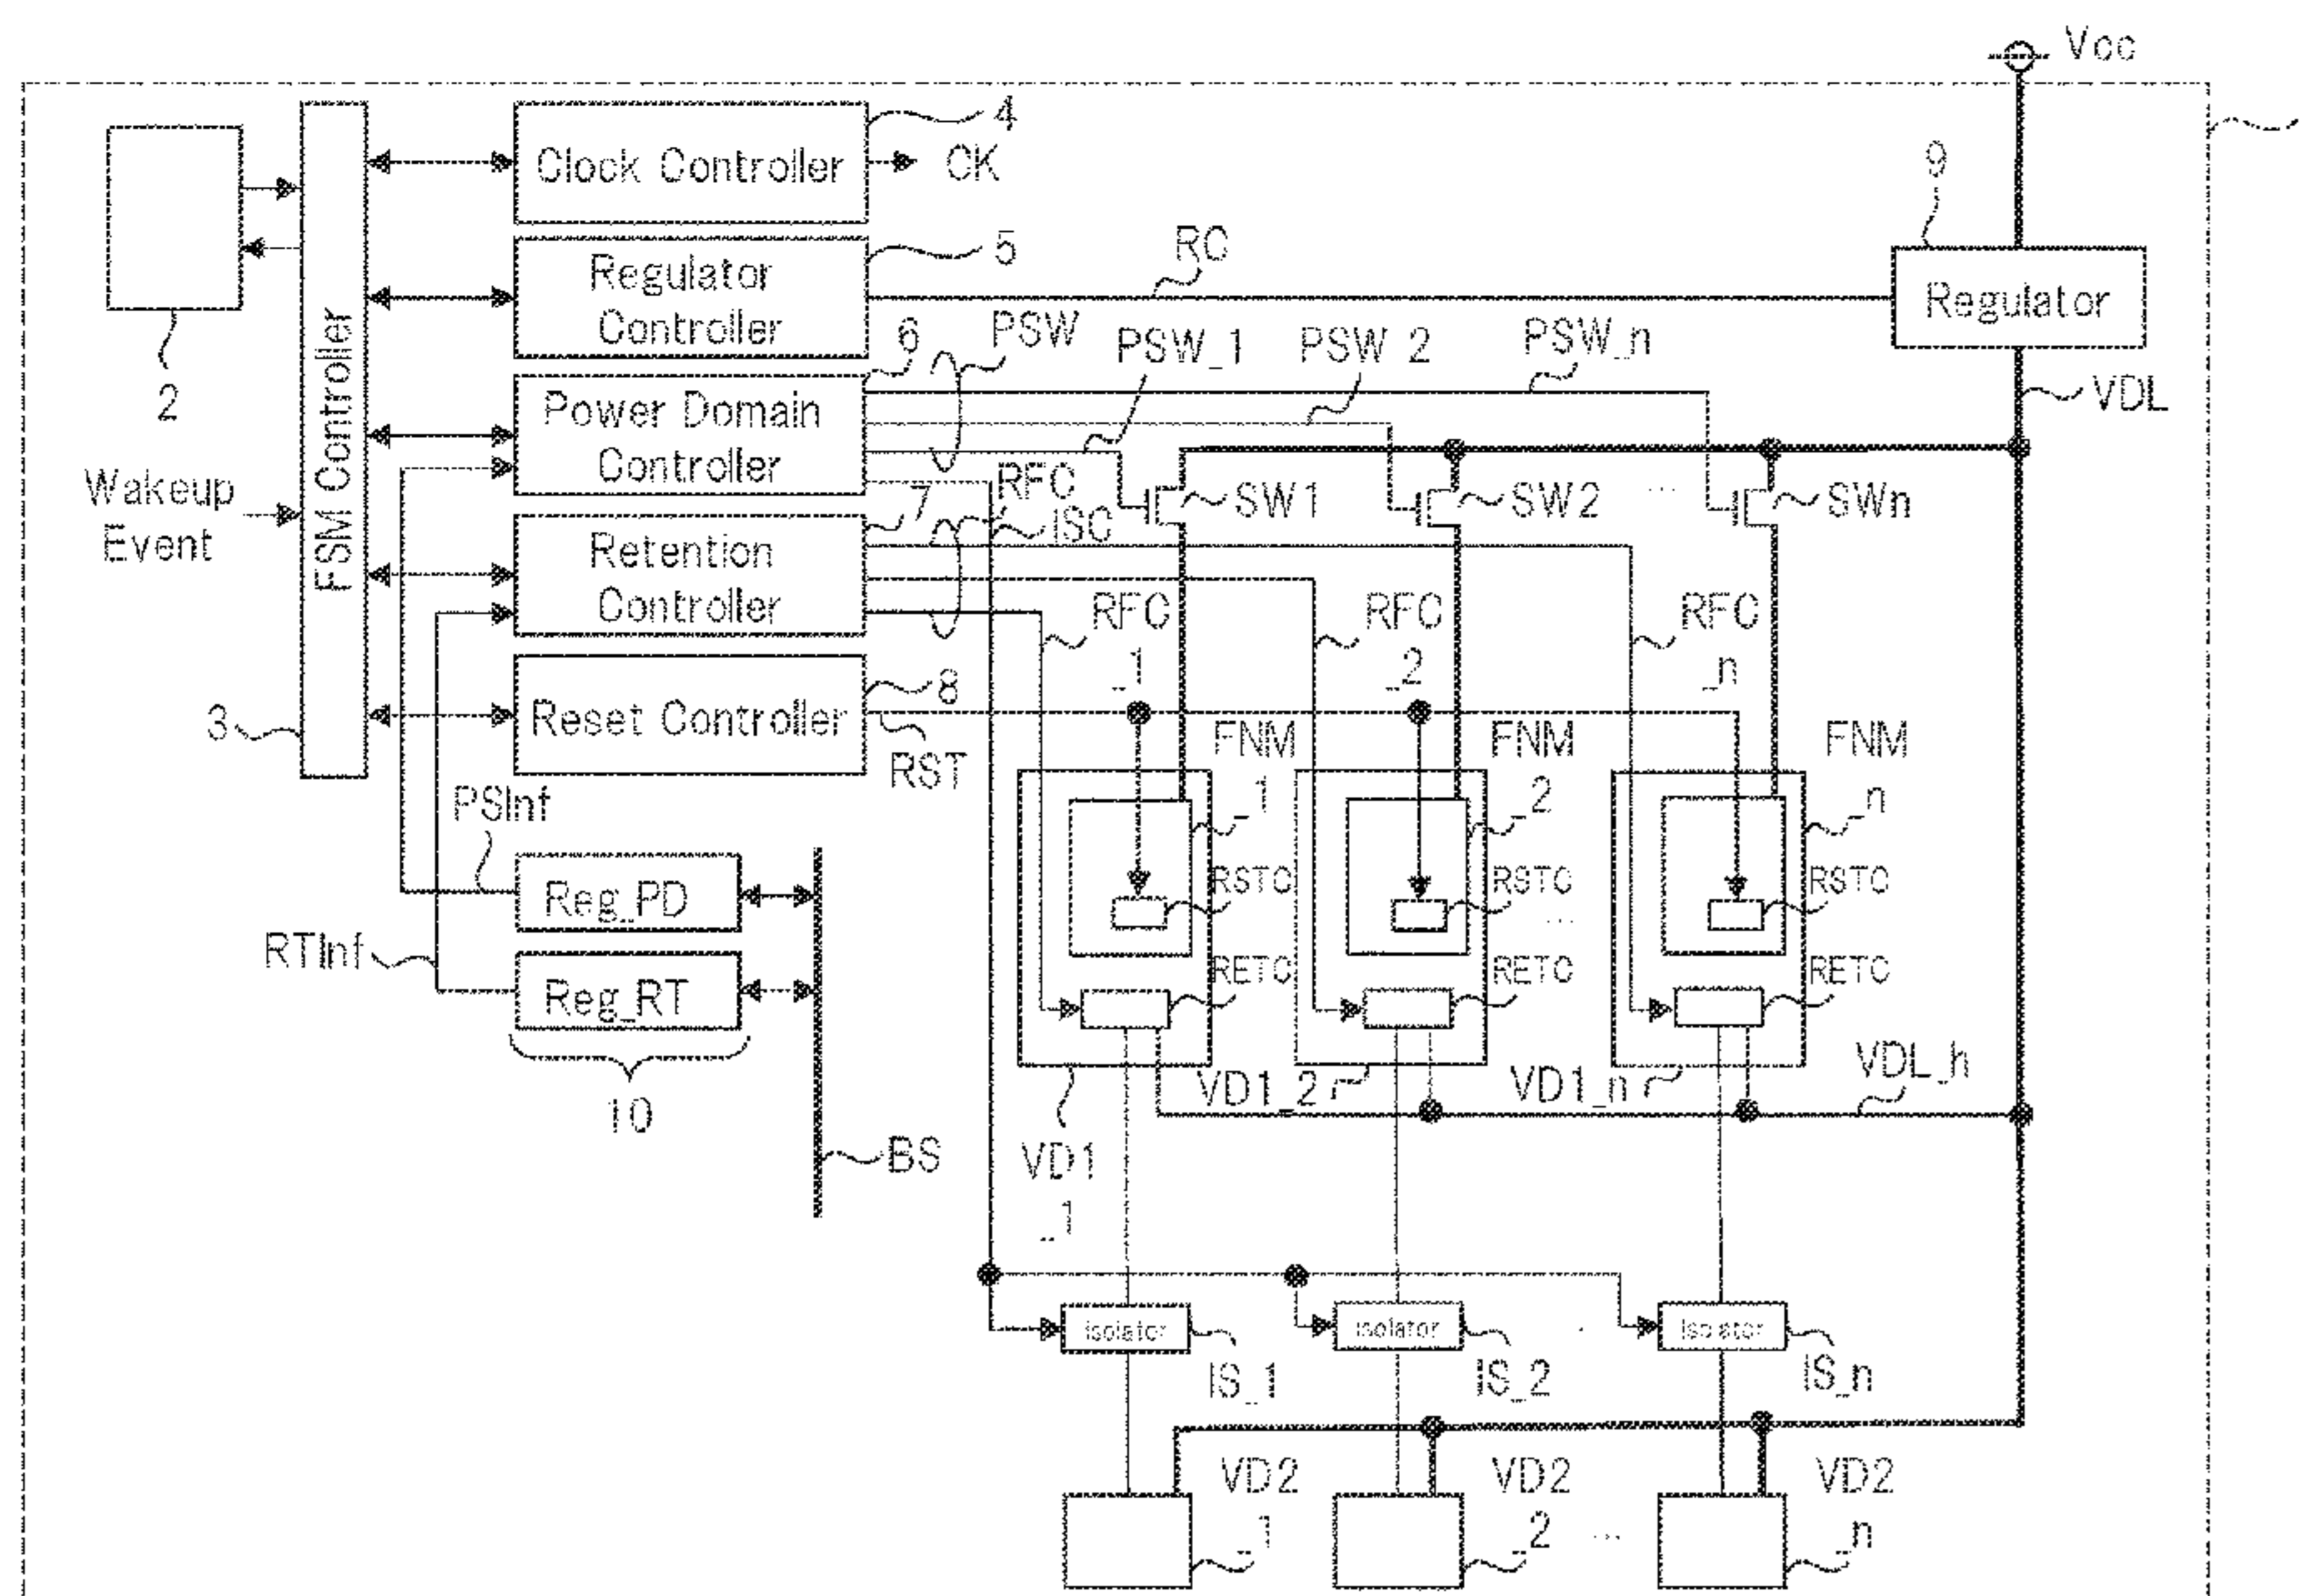 Vcc
4
Clock Controller
CK
9
2
FSM Controller
5
Regulator
Controller
RC
Regulator
6
PSW
PSW_1
PSW_2
PSW_n
VDL
Power Domain
Controller
Wakeup
Event
RFC
ISC
SW1
SW2
...
SWn
7
Retention
Controller
RFC
_1
RFC
_2
RFC
_n
3
8
Reset Controller
RST
FNM
_1
FNM
_2
FNM
_n
PSInf
Reg_PD
RSTC
RSTC
...
RSTC
RTInf
Reg_RT
RETC
RETC
RETC
10
BS
VD1
_1
VD1_2
VD1_n
VDL_h
isolator
isolator
isolator
IS_1
IS_2
IS_n
VD2
_1
VD2
_2
...
VD2
_n